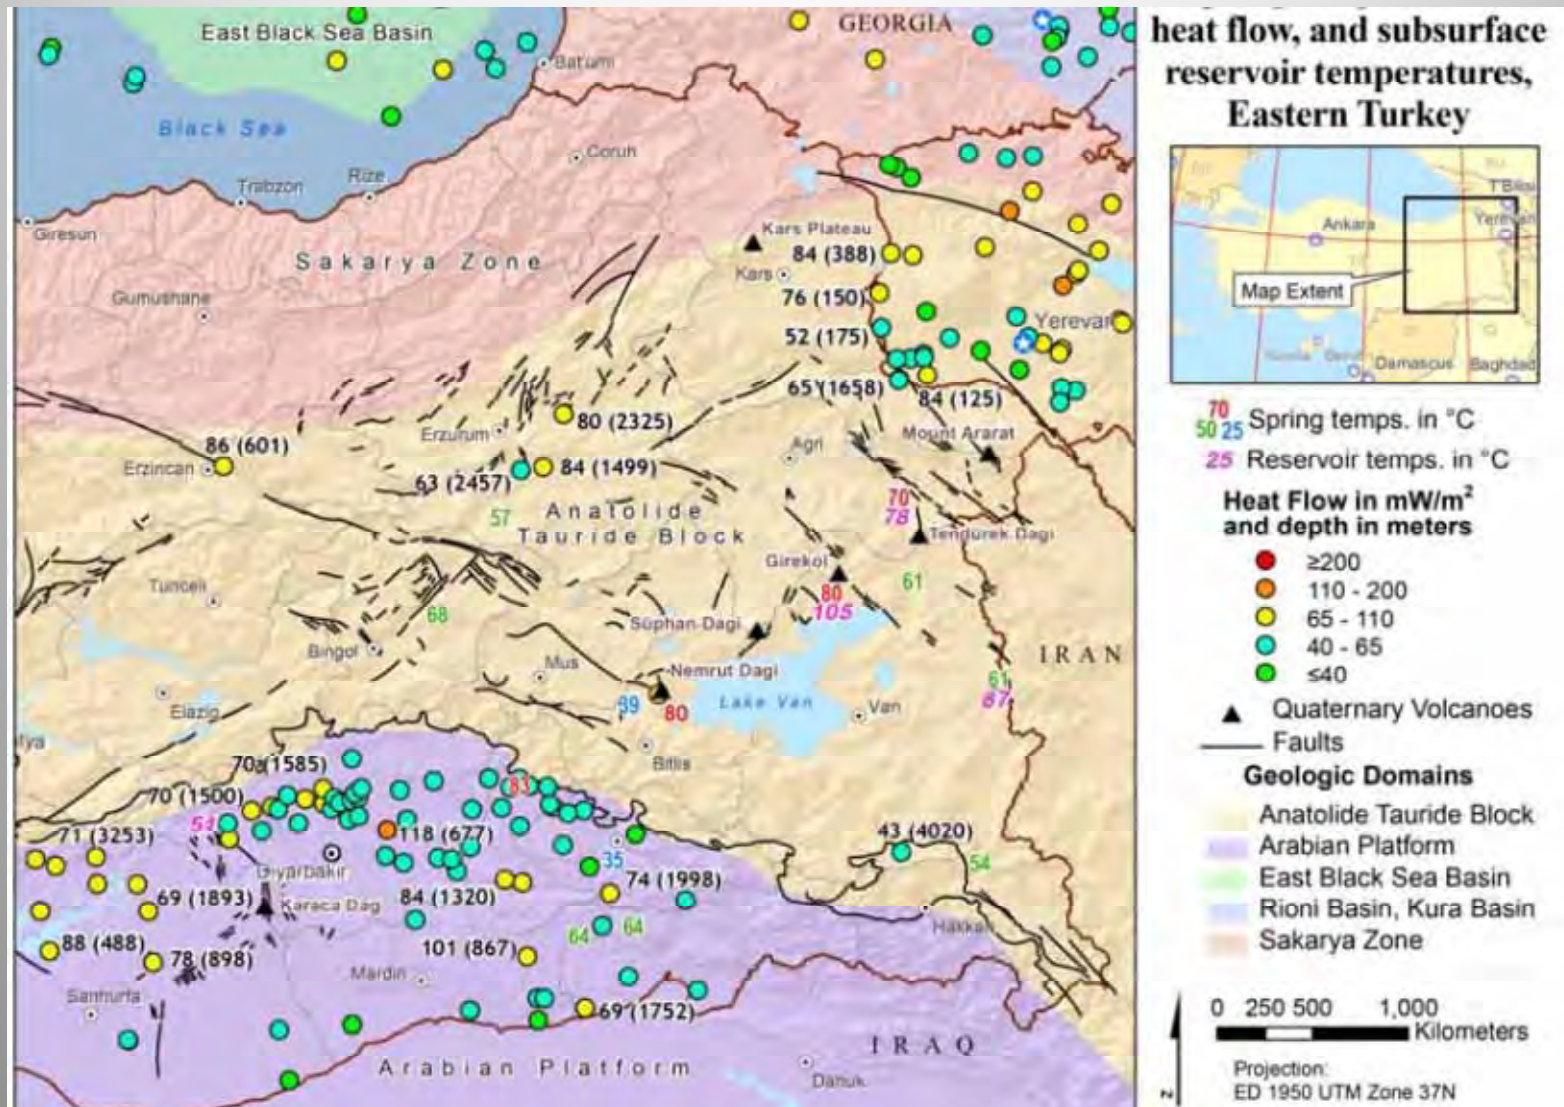 heat flow, and subsurface
reservoir temperatures,
Eastern Turkey
East Black Sea Basin
GEORGIA
Bat'umi
Black Sea
Coruh
Rize
Trabzon
Giresun
Sakarya Zone
Kars Plateau
84 (388)
Kars
76 (150)
Gumushane
52 (175)
Yerevan
65 (1658)
84 (125)
80 (2325)
Erzurum
86 (601)
Agri
Mount Ararat
Erzincan
84 (1499)
63 (2457)
70
78
57
Anatolide
Tauride Block
Tendurek Dagi
Girekol
61
80
105
Tunceli
68
Süphan Dagi
Bingol
IRAN
Mus
Nemrut Dagi
61
87
Lake Van
Van
99
80
Elazig
Bitlis
70 (1585)
70 (1500)
83
54
71 (3253)
118 (677)
43 (4020)
35
54
Diyarbakir
74 (1998)
69 (1893)
Karaca Dag
84 (1320)
64
64
Hakkari
88 (488)
78 (898)
101 (867)
Mardin
Sanliurfa
69 (1752)
IRAQ
Arabian Platform
Dahuk
T'Bilisi
Ankara
Yerevan
Map Extent
Damascus
Baghdad
70
50 25 Spring temps. in °C
25 Reservoir temps. in °C
Heat Flow in mW/m²
and depth in meters
≥200
110 - 200
65 - 110
40 - 65
≤40
Quaternary Volcanoes
Faults
Geologic Domains
Anatolide Tauride Block
Arabian Platform
East Black Sea Basin
Rioni Basin, Kura Basin
Sakarya Zone
0 250 500 1,000
Kilometers
Projection:
ED 1950 UTM Zone 37N
z